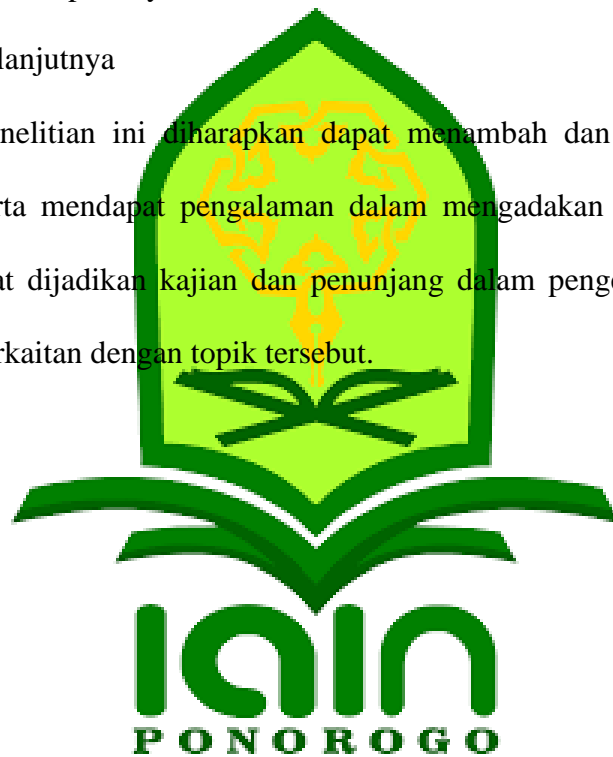 lanjutnya
nelitian ini diharapkan dapat menambah dan
rta mendapat pengalaman dalam mengadakan
at dijadikan kajian dan penunjang dalam penge
rkaitan dengan topik tersebut.
iain
PONOROGO